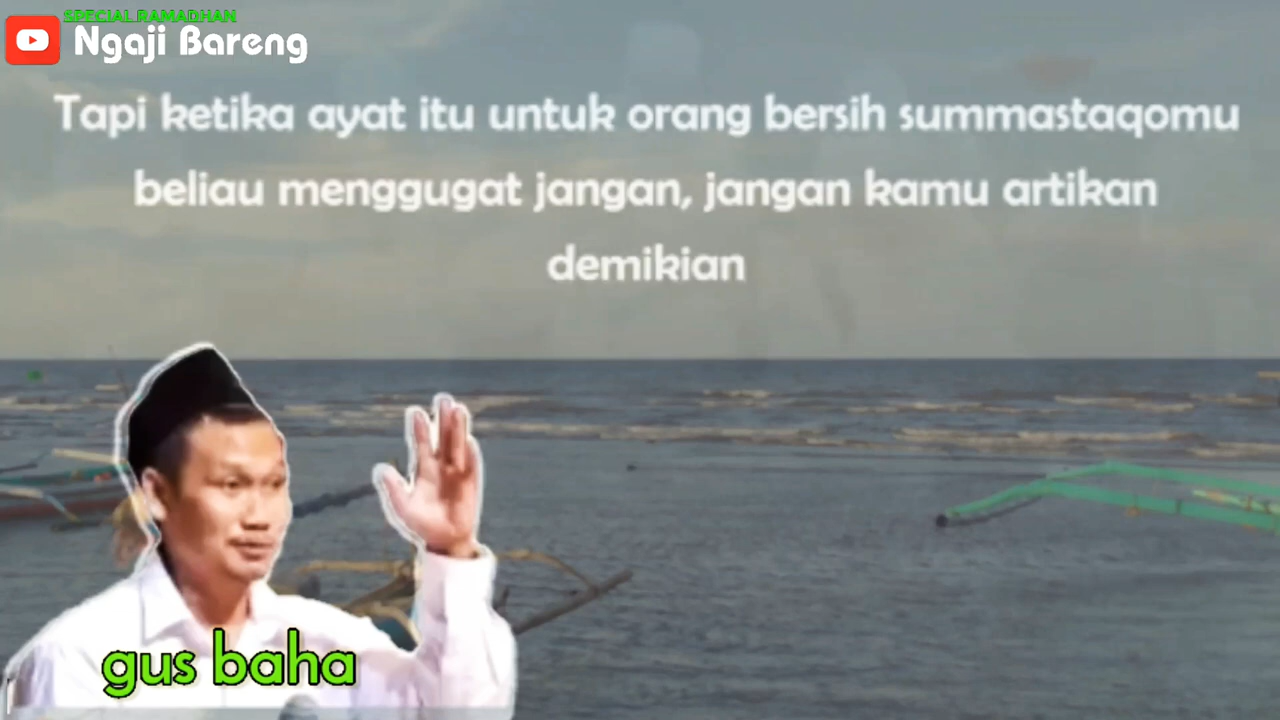 SPECIAL RAMADHAN
Ngaji Bareng
Tapi ketika ayat itu untuk orang bersih summastaqomu
beliau menggugat jangan, jangan kamu artikan
demikian
gus baha